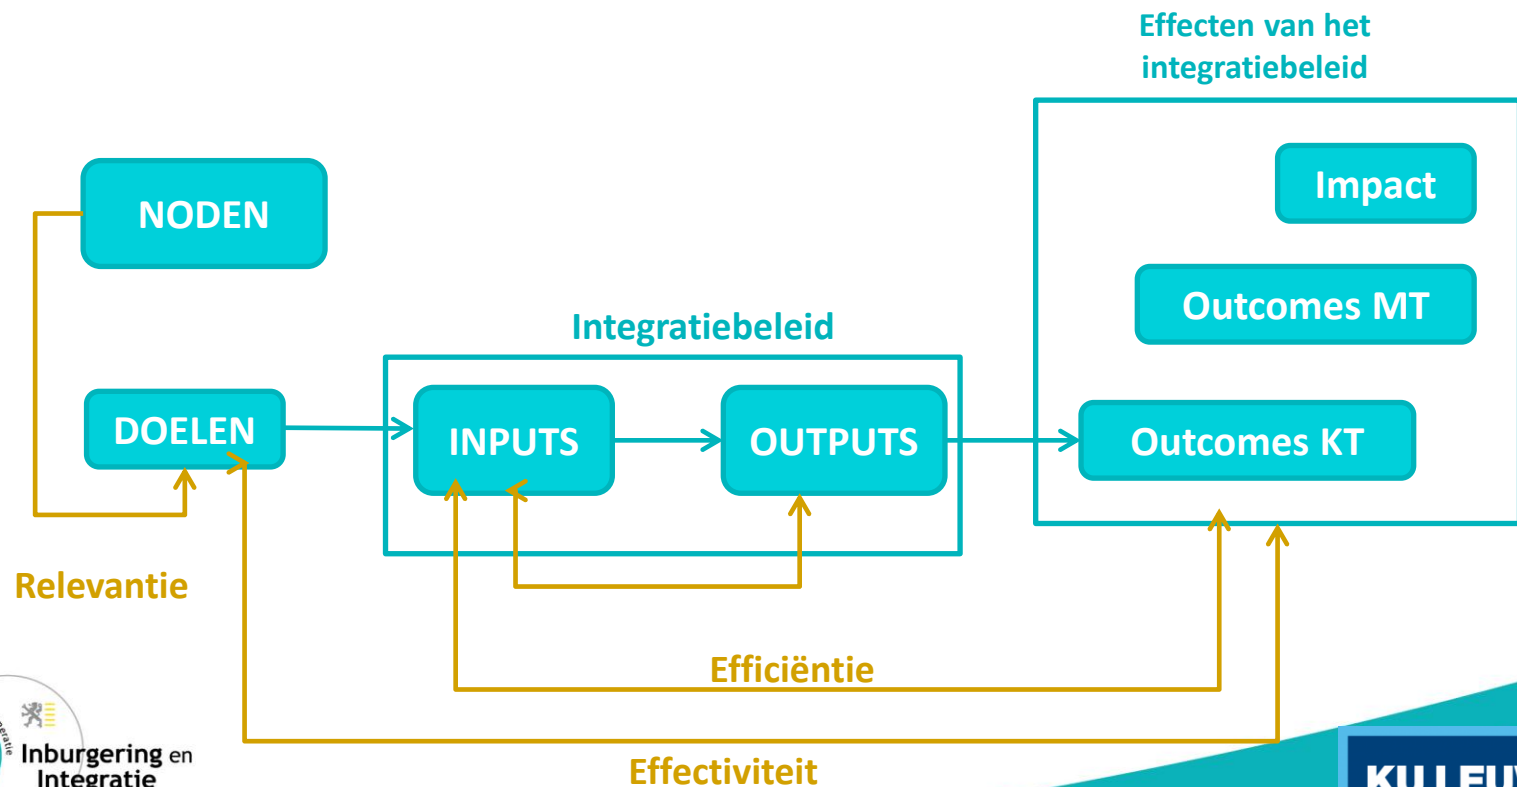 Effecten van het
integratiebeleid
NODEN
Impact
Outcomes MT
Integratiebeleid
DOELEN
INPUTS
OUTPUTS
Outcomes KT
Relevantie
Efficiëntie
Effectiviteit
Inburgering en
Integratie